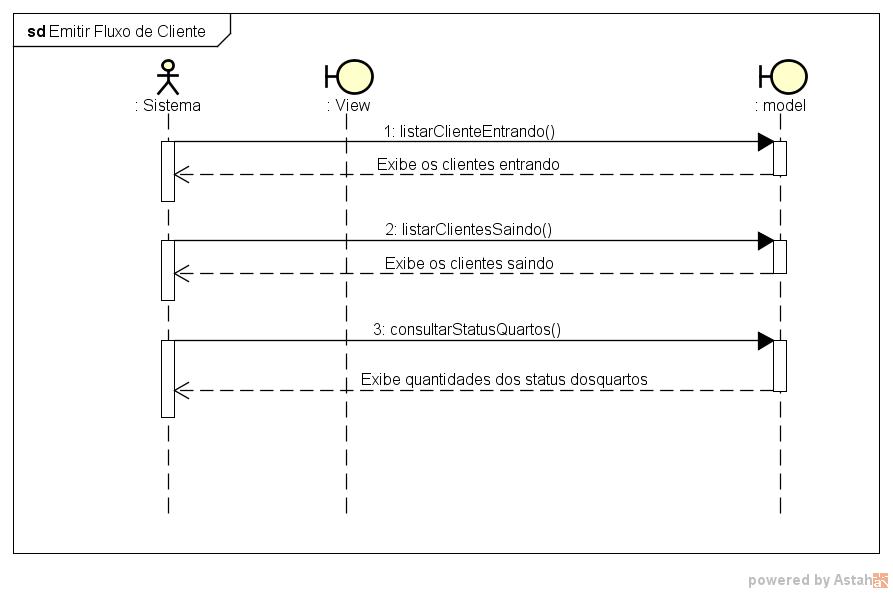 sd Emitir Fluxo de Cliente
: Sistema
: View
: model
1: listarClienteEntrando()
Exibe os clientes entrando
2: listarClientesSaindo()
Exibe os clientes saindo
3: consultarStatusQuartos()
Exibe quantidades dos status dosquartos
powered by Astah